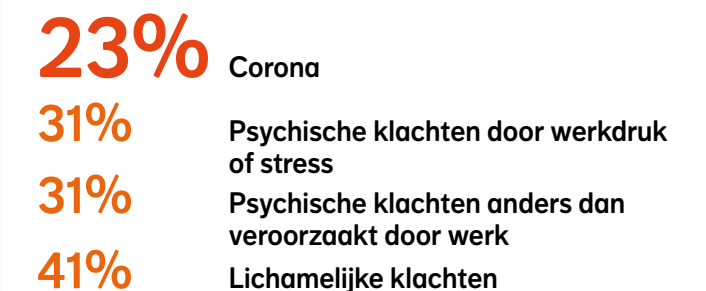 23% Corona
31% Psychische klachten door werkdruk
of stress
31% Psychische klachten anders dan
veroorzaakt door werk
41% Lichamelijke klachten